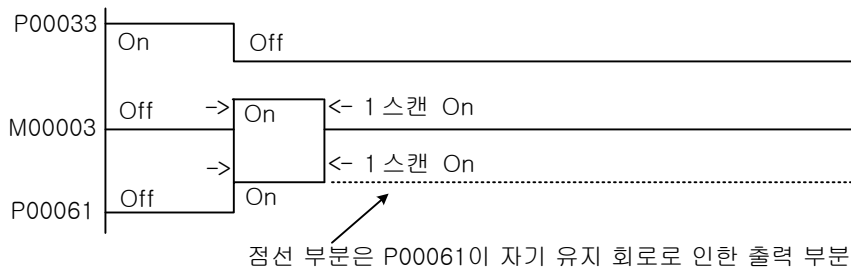 P00033
On
Off
Off
->
On
<- 1 스캔 On
M00003
->
<- 1 스캔 On
P00061
Off
On
점선 부분은 P00061이 자기 유지 회로로 인한 출력 부분